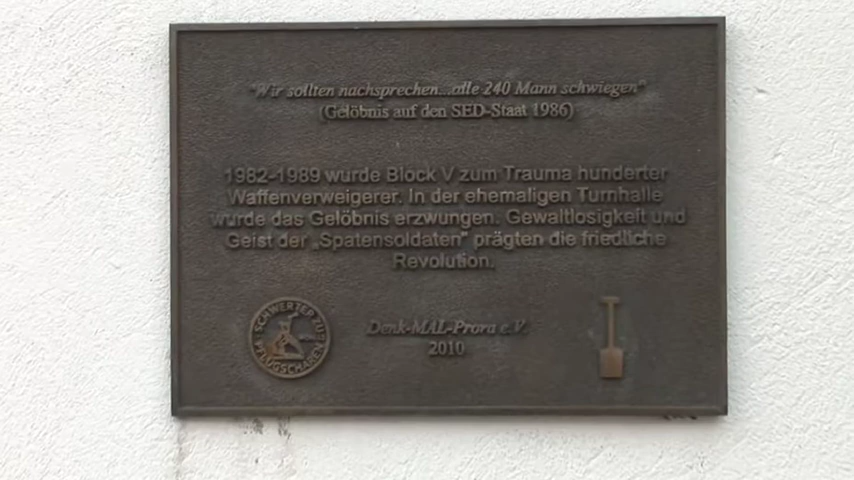 "Wir sollten nachsprechen...alle 240 Mann schwiegen"
(Gelöbnis auf den SED-Staat 1986)
1982-1989 wurde Block V zum Trauma hunderter
Waffenverweigerer. In der ehemaligen Turnhalle
wurde das Gelöbnis erzwungen. Gewaltlosigkeit und
Geist der „Spatensoldaten" prägten die friedliche
Revolution.
SCHWERTER ZU
PFLUGSCHAREN
Denk-MAL-Prora e.V.
2010